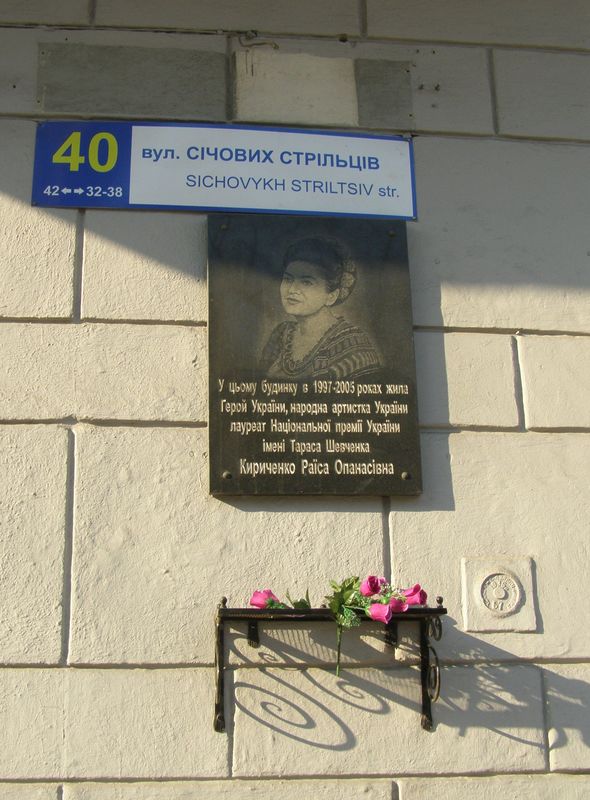 40
42 ⬅ ➡ 32-38
вул. СІЧОВИХ СТРІЛЬЦІВ
SICHOVYKH STRILTSIV str.
У цьому будинку в 1997-2005 роках жила
Герой України, народна артистка України
лауреат Національної премії України
імені Тараса Шевченка
Кириченко Раїса Опанасівна